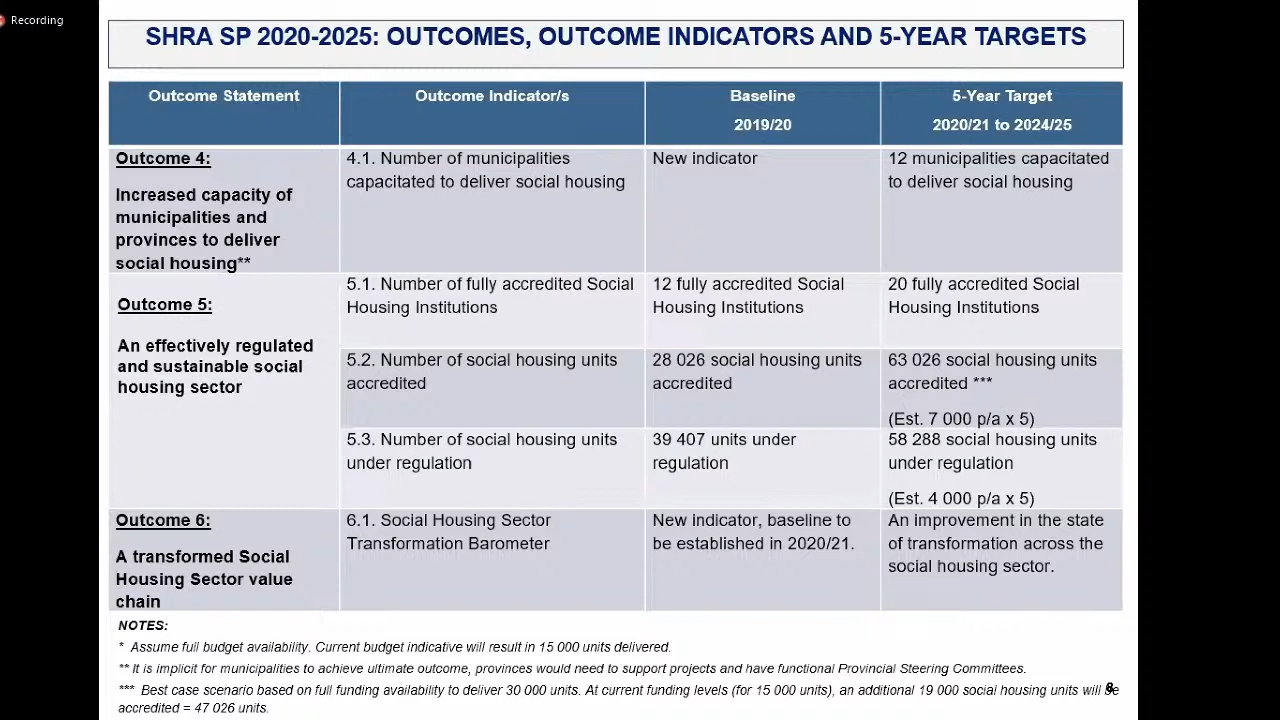 Recording
SHRA SP 2020-2025: OUTCOMES, OUTCOME INDICATORS AND 5-YEAR TARGETS
Outcome Statement
Outcome Indicator/s
Baseline
2019/20
5-Year Target
2020/21 to 2024/25
Outcome 4:
Increased capacity of
municipalities and
provinces to deliver
social housing**
4.1. Number of municipalities
capacitated to deliver social housing
New indicator
12 municipalities capacitated
to deliver social housing
Outcome 5:
An effectively regulated
and sustainable social
housing sector
5.1. Number of fully accredited Social
Housing Institutions
12 fully accredited Social
Housing Institutions
20 fully accredited Social
Housing Institutions
5.2. Number of social housing units
accredited
28 026 social housing units
accredited
63 026 social housing units
accredited ***
(Est. 7 000 p/a x 5)
5.3. Number of social housing units
under regulation
39 407 units under
regulation
58 288 social housing units
under regulation
(Est. 4 000 p/a x 5)
Outcome 6:
A transformed Social
Housing Sector value
chain
6.1. Social Housing Sector
Transformation Barometer
New indicator, baseline to
be established in 2020/21.
An improvement in the state
of transformation across the
social housing sector.
NOTES:
* Assume full budget availability. Current budget indicative will result in 15 000 units delivered.
** It is implicit for municipalities to achieve ultimate outcome, provinces would need to support projects and have functional Provincial Steering Committees.
*** Best case scenario based on full funding availability to deliver 30 000 units. At current funding levels (for 15 000 units), an additional 19 000 social housing units will be
accredited = 47 026 units.
8